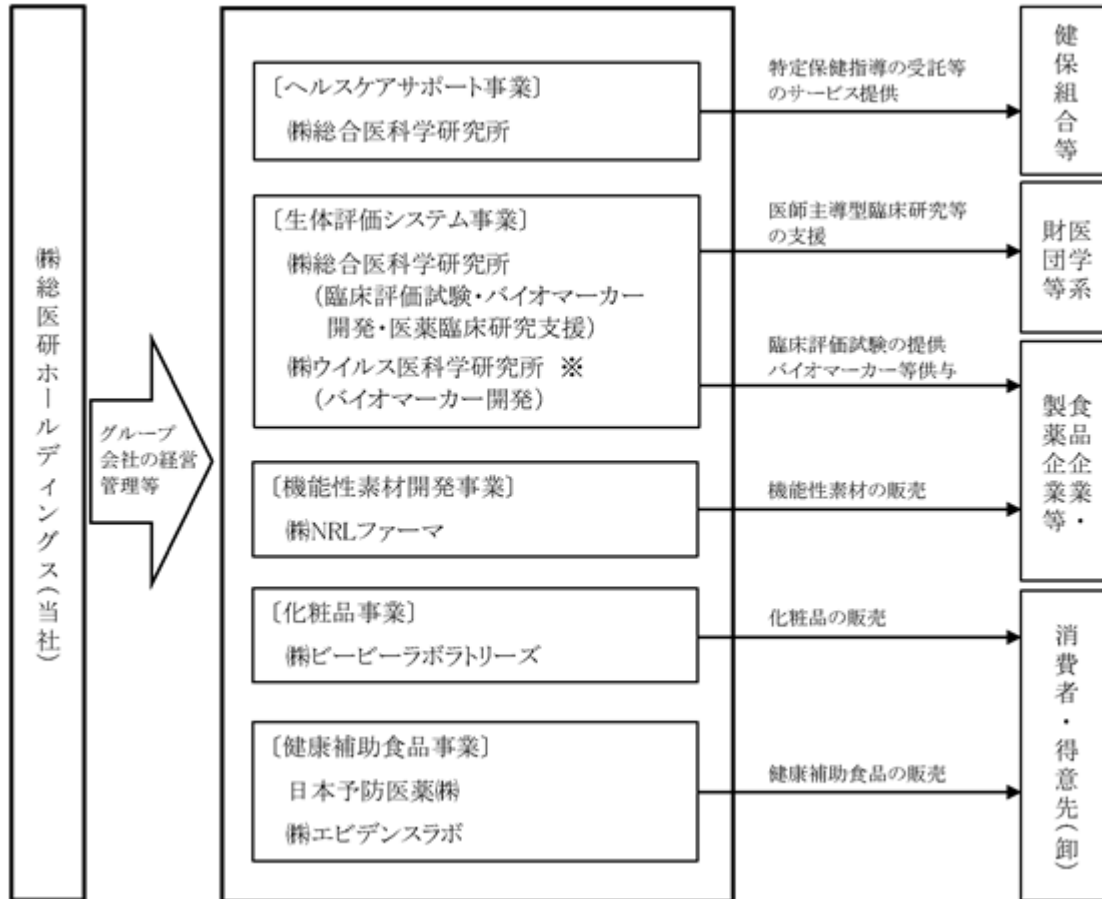 ㈱総医研ホールディングス(当社)
グループ
会社の経営
管理等
〔ヘルスケアサポート事業〕
㈱総合医科学研究所
〔生体評価システム事業〕
㈱総合医科学研究所
(臨床評価試験・バイオマーカー
開発・医薬臨床研究支援)
㈱ウイルス医科学研究所 ※
(バイオマーカー開発)
〔機能性素材開発事業〕
㈱NRLファーマ
〔化粧品事業〕
㈱ビービーラボラトリーズ
〔健康補助食品事業〕
日本予防医薬㈱
㈱エビデンスラボ
特定保健指導の受託等
のサービス提供
医師主導型臨床研究等
の支援
臨床評価試験の提供
バイオマーカー等供与
機能性素材の販売
化粧品の販売
健康補助食品の販売
健保組合等
医学系
財団等
食品企業・
製薬企業等
消費者・得意先(卸)